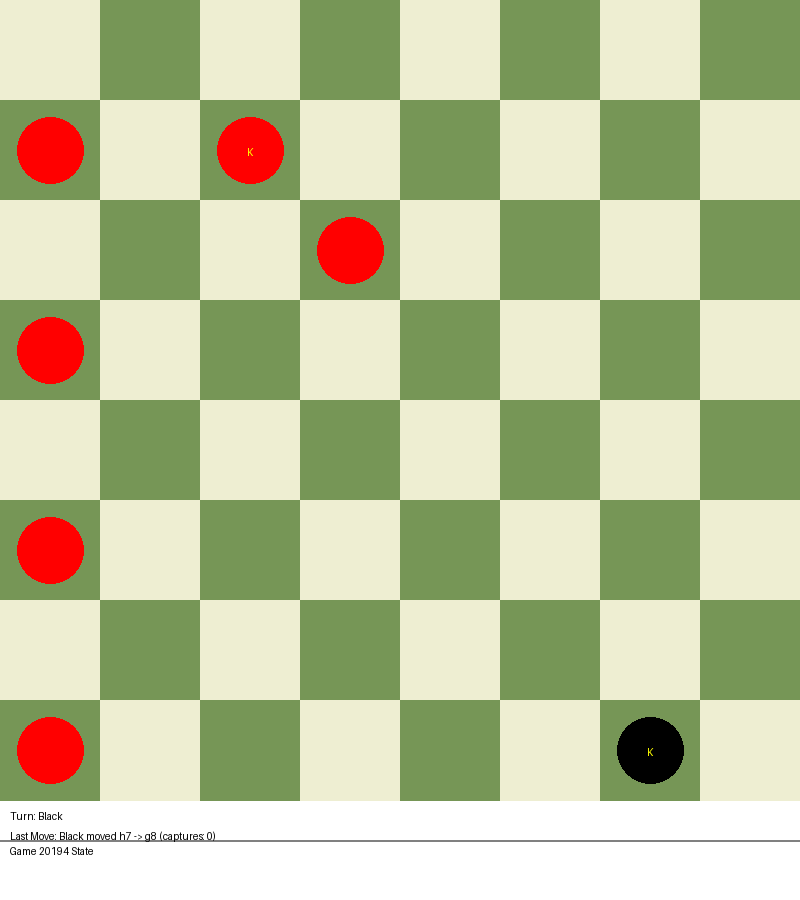 K
K
Turn: Black
Last Move: Black moved h7 -> g8 (captures: 0)
Game 20194 State